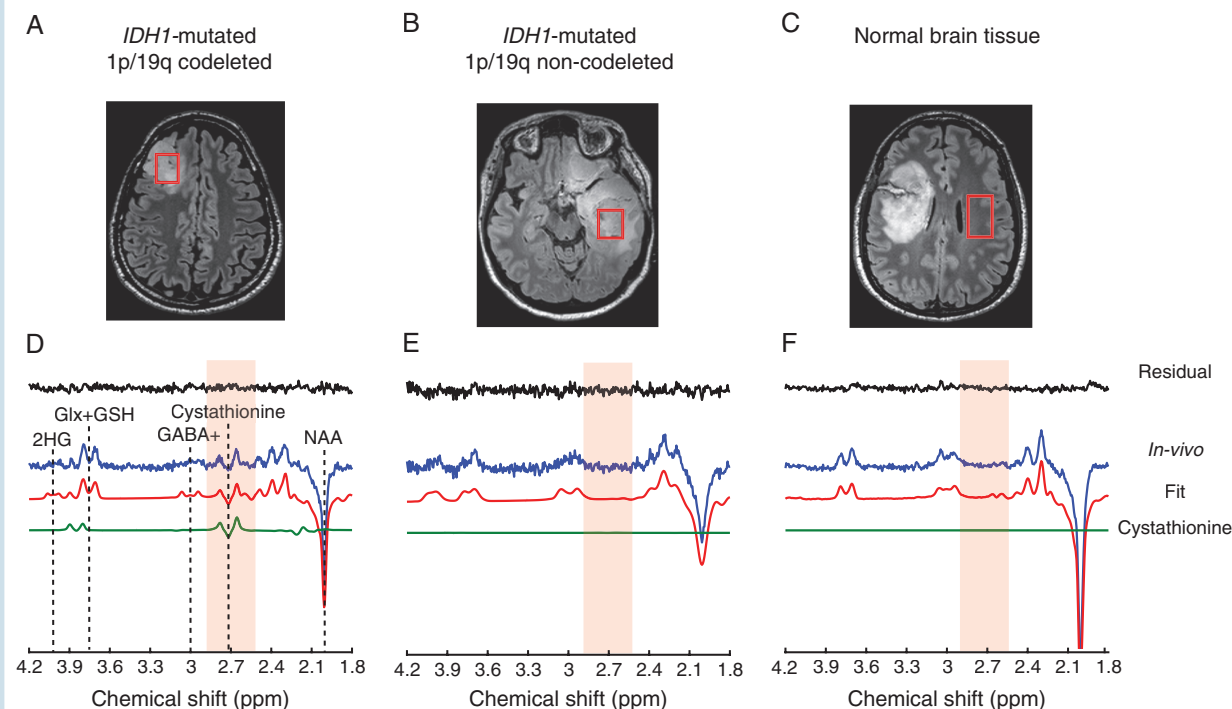 A
IDH1-mutated
1p/19q codeleted
B
IDH1-mutated
1p/19q non-codeleted
C
Normal brain tissue
D
E
F
Residual
Glx+GSH
Cystathionine
2HG
GABA+
NAA
In-vivo
Fit
Cystathionine
4.2 3.9 3.6 3.3 3 2.7 2.4 2.1 1.8
4.2 3.9 3.6 3.3 3 2.7 2.4 2.1 1.8
4.2 3.9 3.6 3.3 3 2.7 2.4 2.1 1.8
Chemical shift (ppm)
Chemical shift (ppm)
Chemical shift (ppm)